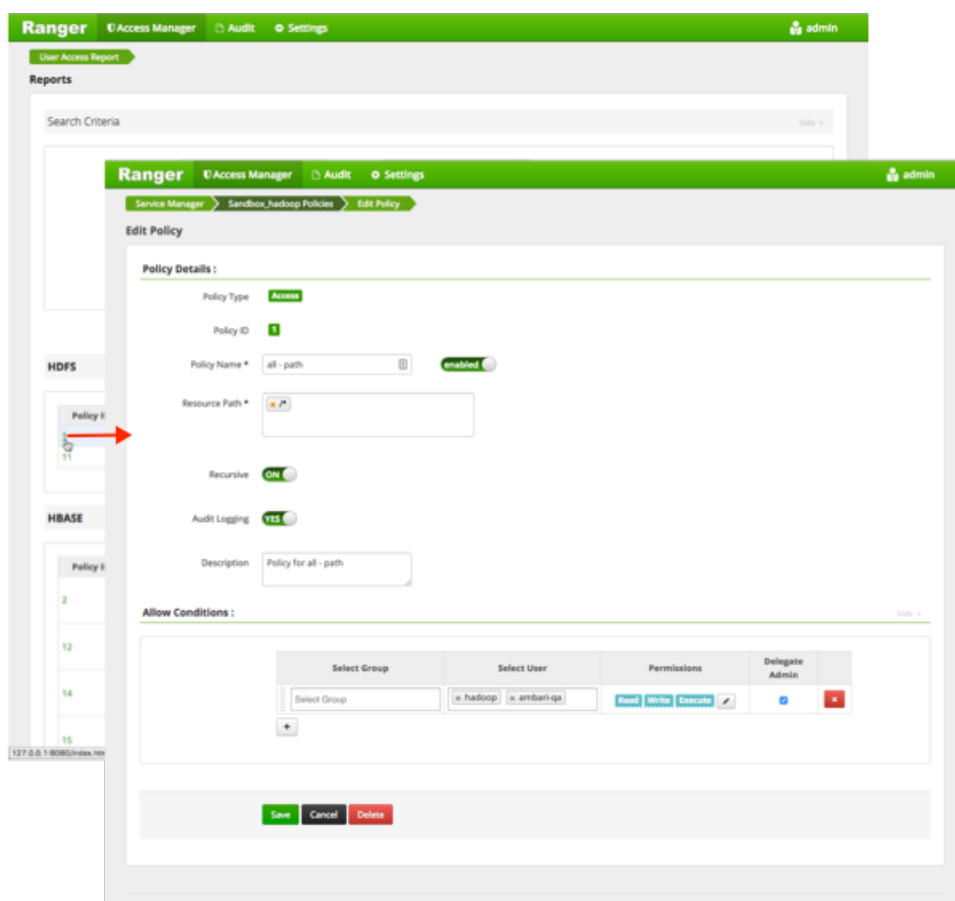 Ranger Access Manager Audit Settings admin
User Access Report
Reports
Search Criteria
hide
Ranger Access Manager Audit Settings admin
Service Manager Sandbox_hadoop Policies Edit Policy
Edit Policy
Policy Details :
Policy Type Access
Policy ID 1
Policy Name * all - path enabled
Resource Path * x /*
Recursive ON
Audit Logging YES
Description Policy for all - path
Allow Conditions :
hide
Select Group Select User Permissions Delegate Admin
Select Group x hadoop x ambari-qa Read Write Execute x
+
Save Cancel Delete
HDFS
Policy I
11
HBASE
Policy I
2
12
14
15
127.0.0.1:6080/index.htm